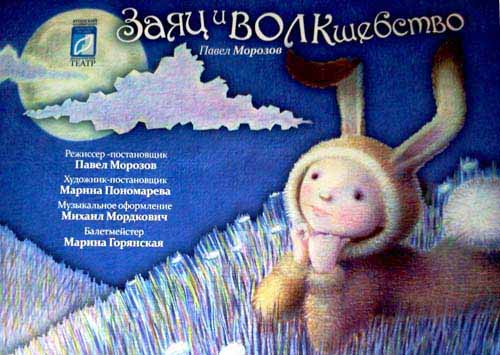 Заяц и ВОЛКшебство
Павел Морозов
ТЕАТР
Режиссер -постановщик
Павел Морозов
Художник-постановщик
Марина Пономарева
Музыкальное оформление
Михаил Мордкович
Балетмейстер
Марина Горянская